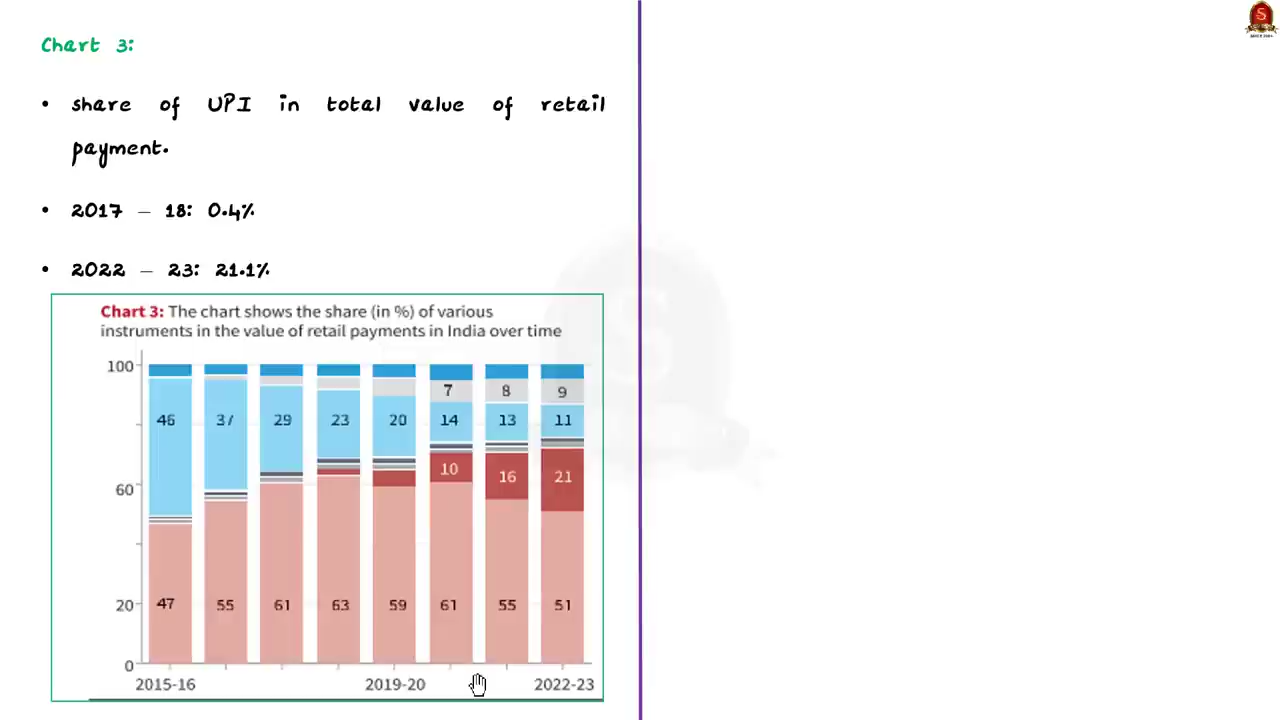 Chart 3:
• share of UPI in total value of retail
payment.
• 2017 – 18: 0.4%
• 2022 – 23: 21.1%
Chart 3: The chart shows the share (in %) of various
instruments in the value of retail payments in India over time
100
7 8 9
46 37 29 23 20 14 13 11
10 16 21
60
47 55 61 63 59 61 55 51
20
0
2015-16 2019-20 2022-23
S